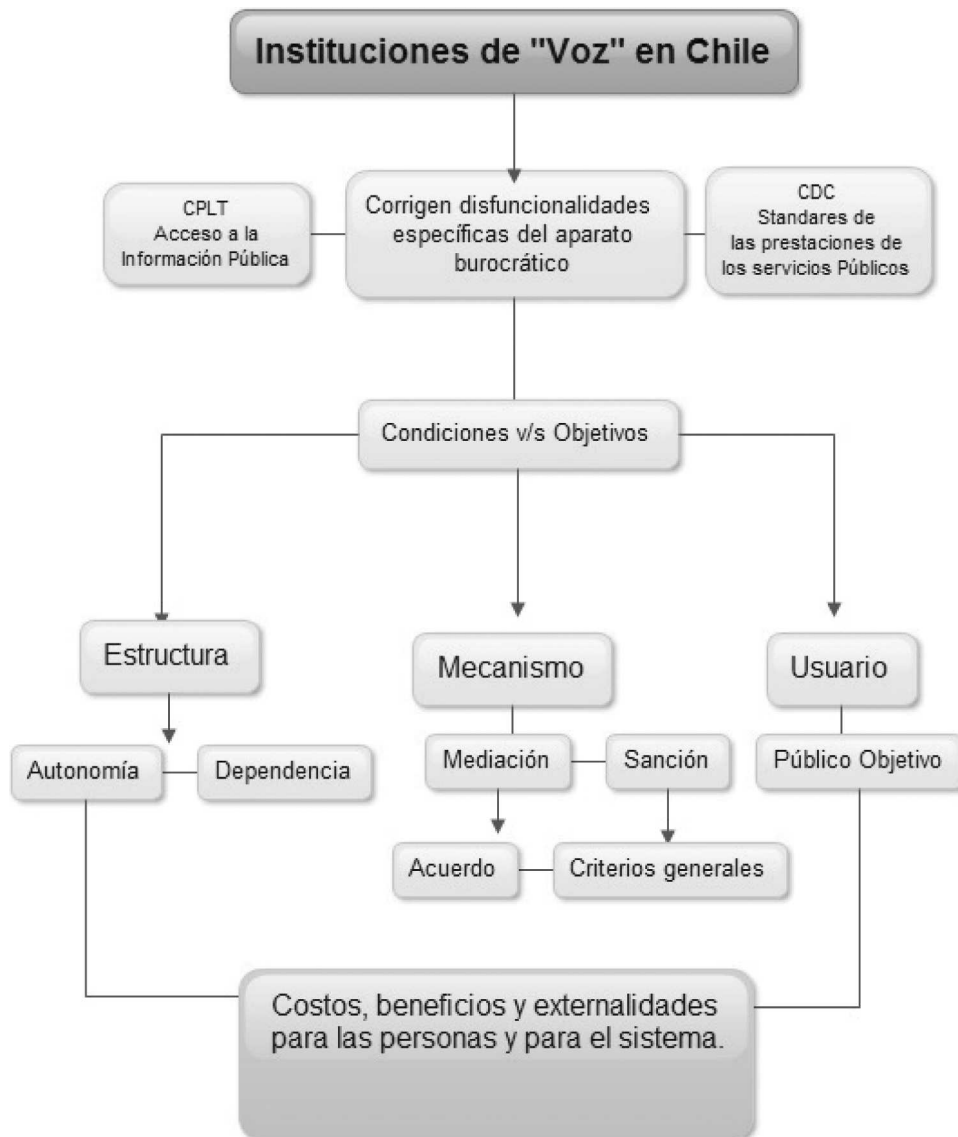 Instituciones de "Voz" en Chile
CPLT
Acceso a la
Información Pública
Corrigen disfuncionalidades
específicas del aparato
burocrático
CDC
Standares de
las prestaciones de
los servicios Públicos
Condiciones v/s Objetivos
Estructura
Mecanismo
Usuario
Autonomía
Dependencia
Mediación
Sanción
Público Objetivo
Acuerdo
Criterios generales
Costos, beneficios y externalidades
para las personas y para el sistema.